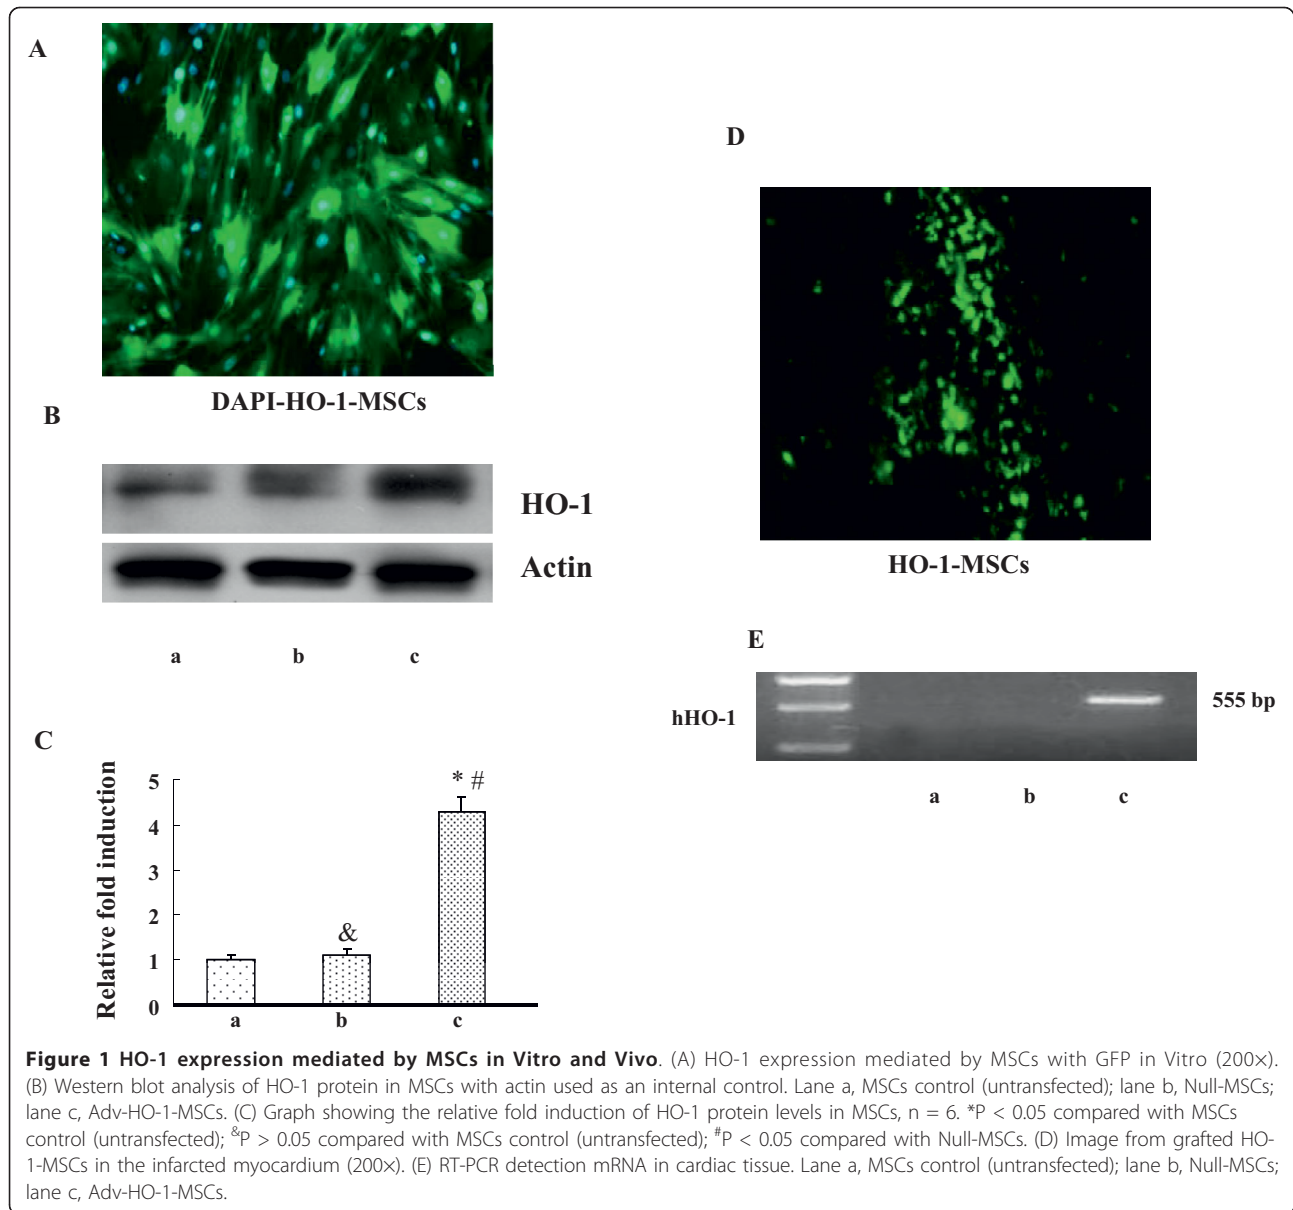 A
DAPI-HO-1-MSCs
B
HO-1
Actin
a b c
C
Relative fold induction
5
4
3
2
1
0
&
* #
a b c
D
HO-1-MSCs
E
hHO-1
555 bp
a b c
Figure 1 HO-1 expression mediated by MSCs in Vitro and Vivo. (A) HO-1 expression mediated by MSCs with GFP in Vitro (200×).
(B) Western blot analysis of HO-1 protein in MSCs with actin used as an internal control. Lane a, MSCs control (untransfected); lane b, Null-MSCs;
lane c, Adv-HO-1-MSCs. (C) Graph showing the relative fold induction of HO-1 protein levels in MSCs, n = 6. *P < 0.05 compared with MSCs
control (untransfected); &P > 0.05 compared with MSCs control (untransfected); #P < 0.05 compared with Null-MSCs. (D) Image from grafted HO-
1-MSCs in the infarcted myocardium (200×). (E) RT-PCR detection mRNA in cardiac tissue. Lane a, MSCs control (untransfected); lane b, Null-MSCs;
lane c, Adv-HO-1-MSCs.